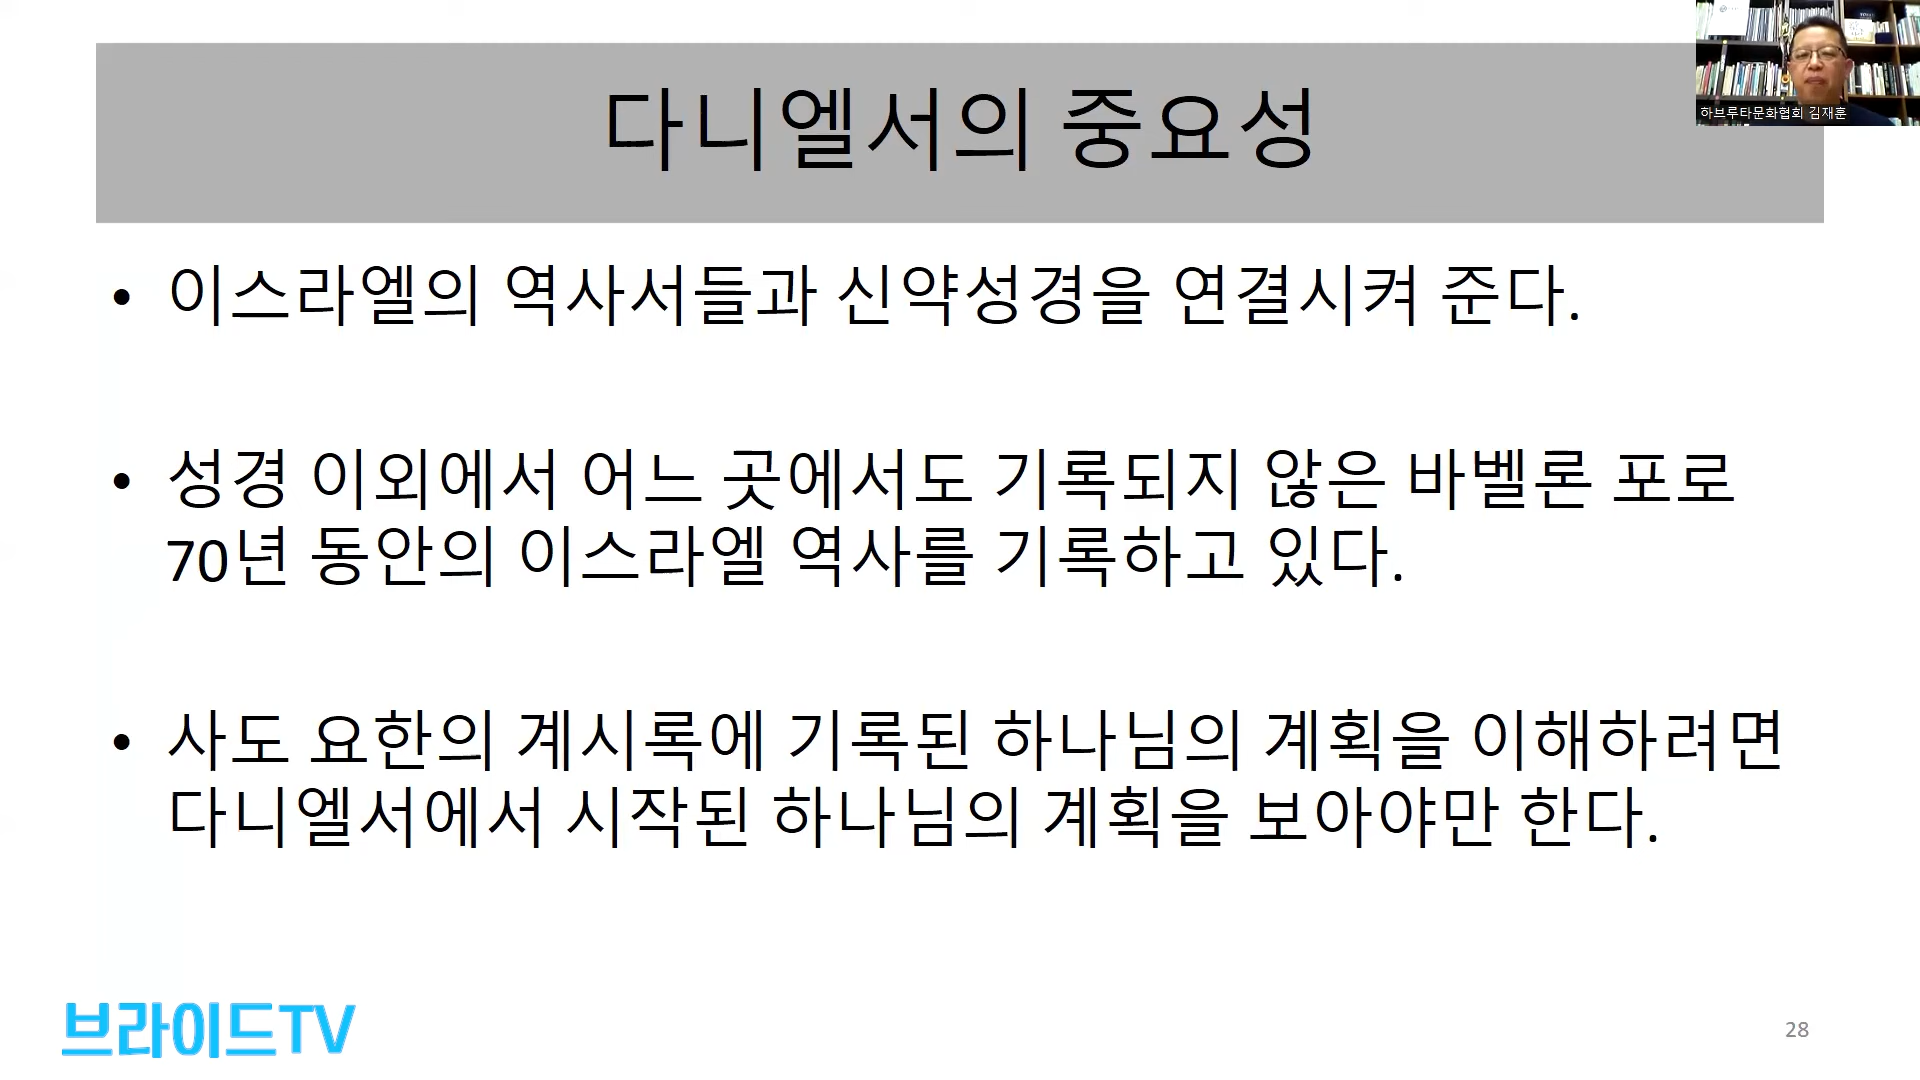 다니엘서의 중요성
하브루타문화협회 김재훈
• 이스라엘의 역사서들과 신약성경을 연결시켜 준다.
• 성경 이외에서 어느 곳에서도 기록되지 않은 바벨론 포로
70년 동안의 이스라엘 역사를 기록하고 있다.
• 사도 요한의 계시록에 기록된 하나님의 계획을 이해하려면
다니엘서에서 시작된 하나님의 계획을 보아야만 한다.
브라이드TV
28